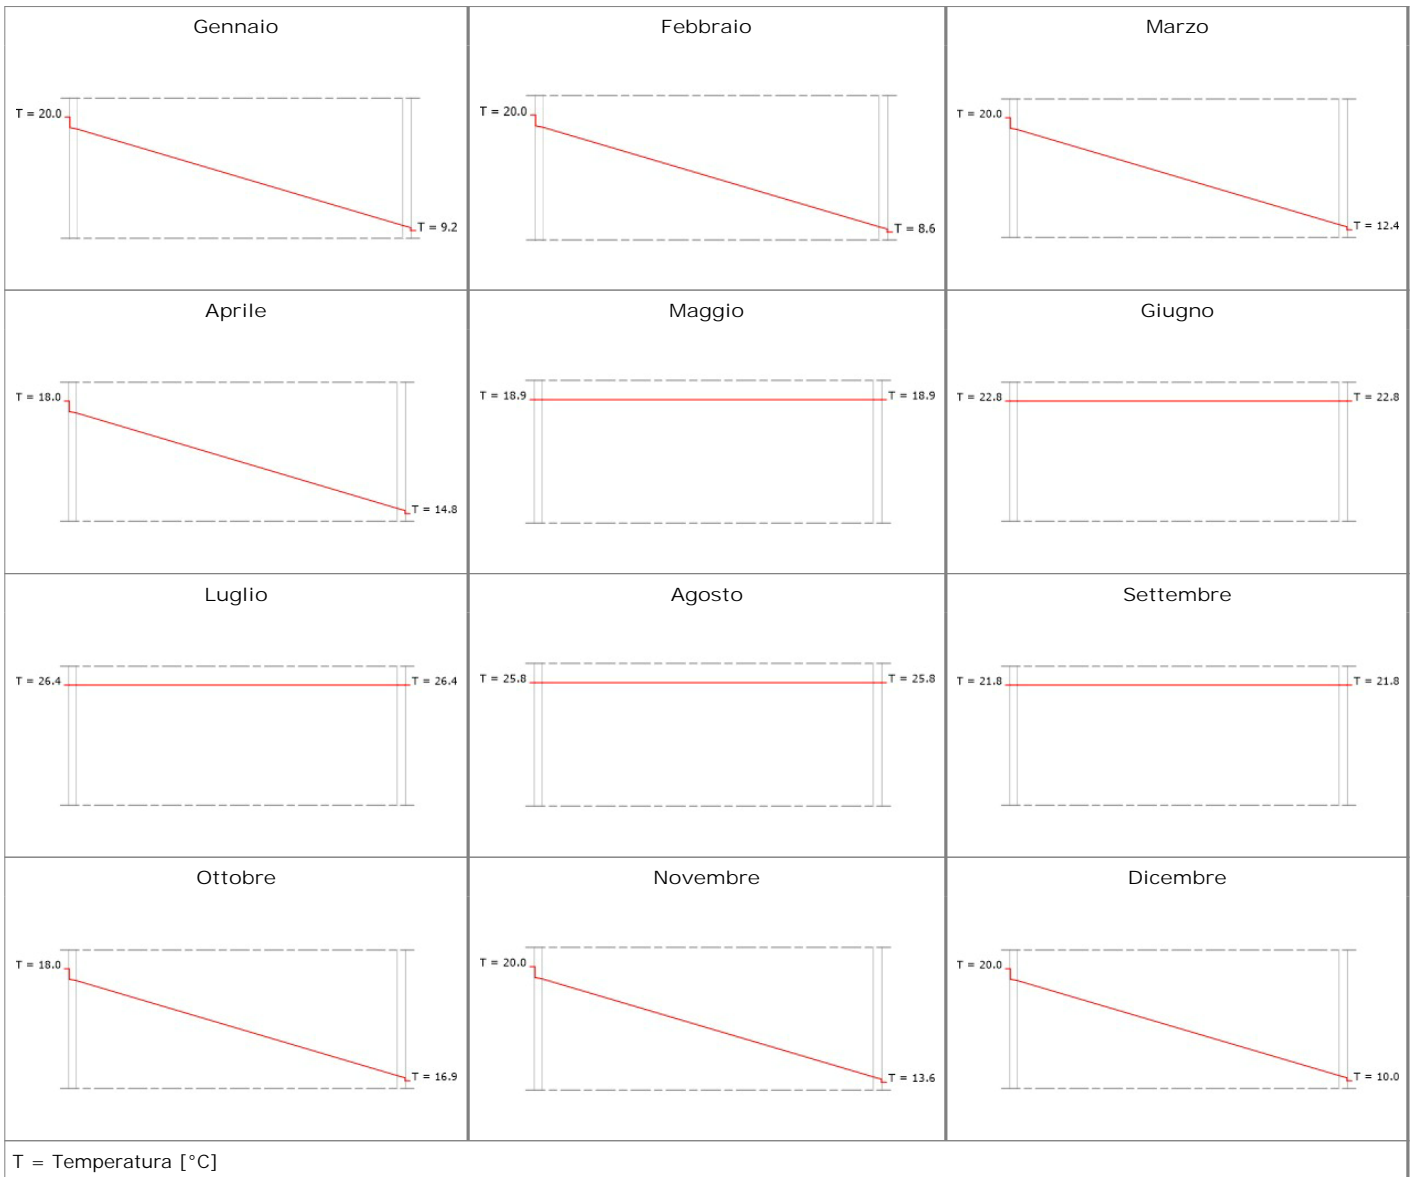 Gennaio
T = 20.0
T = 9.2
Febbraio
T = 20.0
T = 8.6
Marzo
T = 20.0
T = 12.4
Aprile
T = 18.0
T = 14.8
Maggio
T = 18.9
T = 18.9
Giugno
T = 22.8
T = 22.8
Luglio
T = 26.4
T = 26.4
Agosto
T = 25.8
T = 25.8
Settembre
T = 21.8
T = 21.8
Ottobre
T = 18.0
T = 16.9
Novembre
T = 20.0
T = 13.6
Dicembre
T = 20.0
T = 10.0
T = Temperatura [°C]